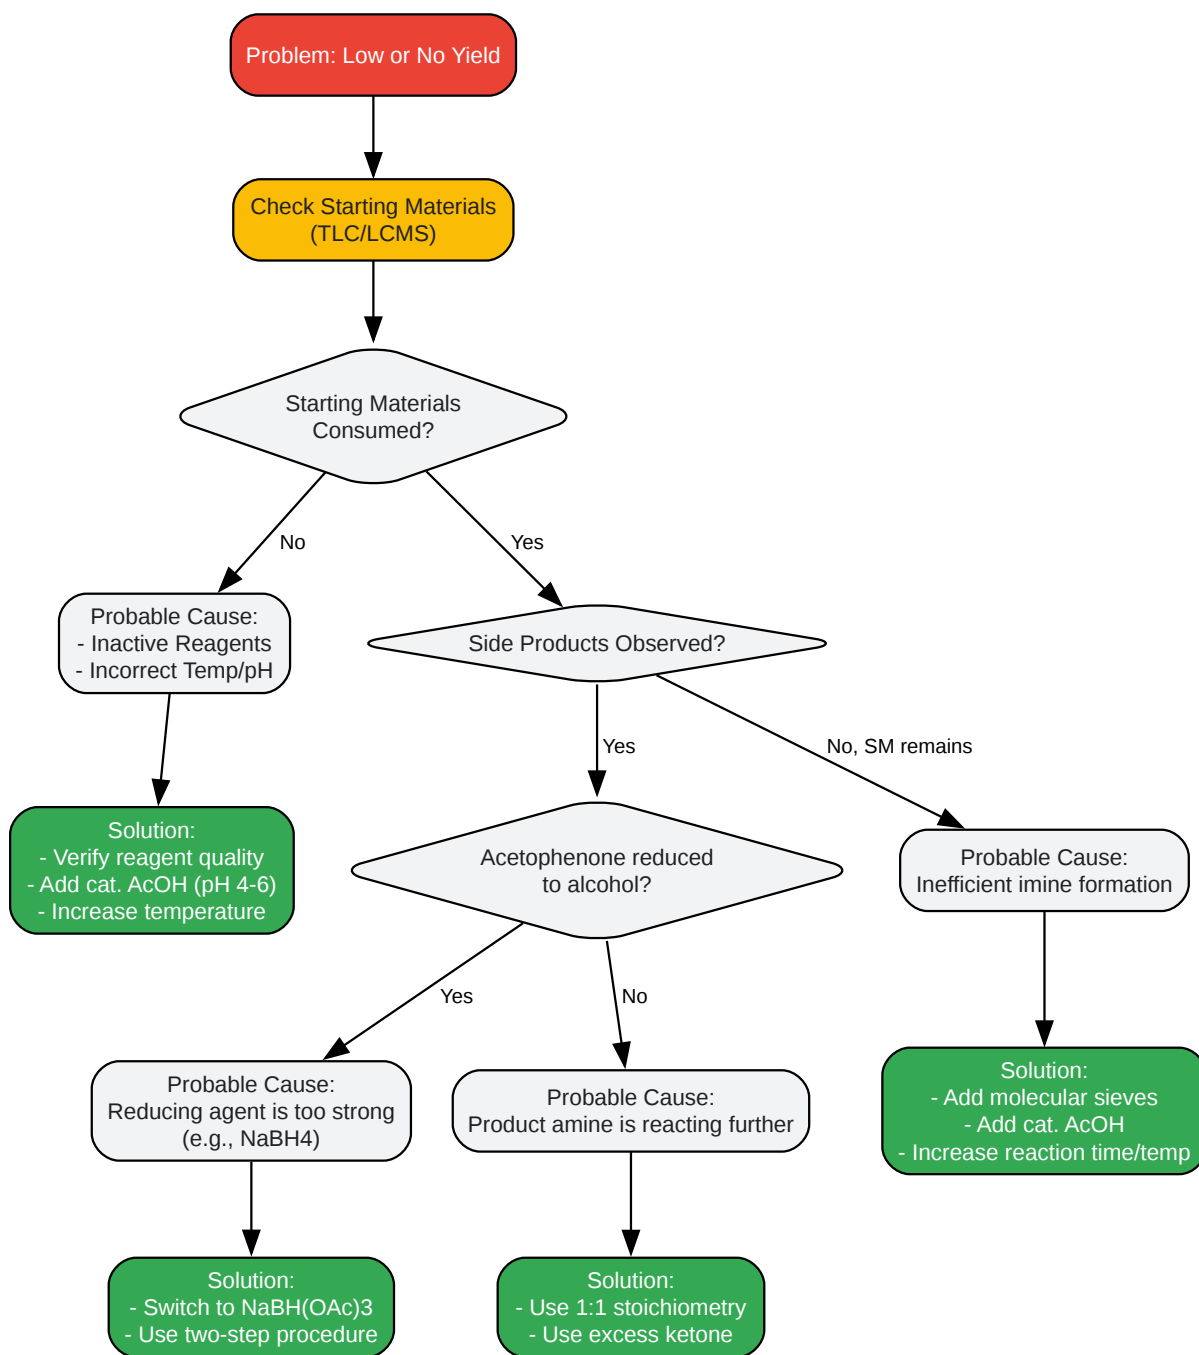 Problem: Low or No Yield
Check Starting Materials
(TLC/LCMS)
Starting Materials
Consumed?
No
Yes
Probable Cause:
- Inactive Reagents
- Incorrect Temp/pH
Side Products Observed?
Yes
No, SM remains
Solution:
- Verify reagent quality
- Add cat. AcOH (pH 4-6)
- Increase temperature
Acetophenone reduced
to alcohol?
Probable Cause:
Inefficient imine formation
Yes
No
Probable Cause:
Reducing agent is too strong
(e.g., NaBH4)
Probable Cause:
Product amine is reacting further
Solution:
- Add molecular sieves
- Add cat. AcOH
- Increase reaction time/temp
Solution:
- Switch to NaBH(OAc)3
- Use two-step procedure
Solution:
- Use 1:1 stoichiometry
- Use excess ketone